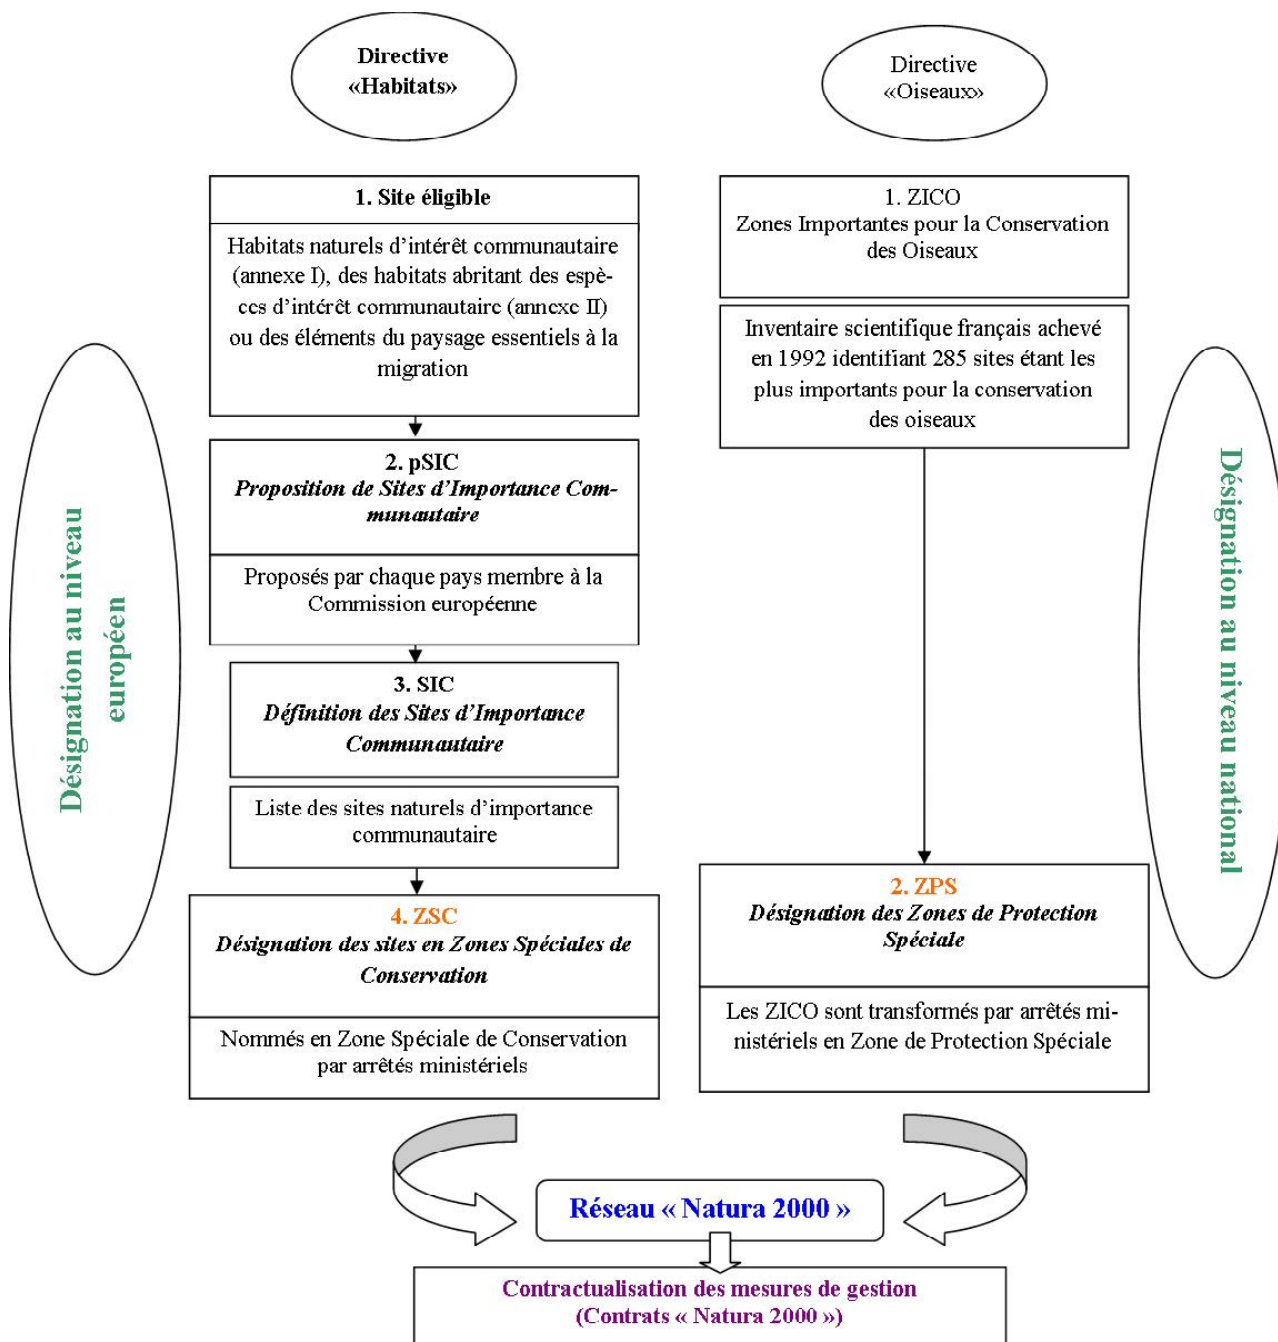 Directive
«Habitats»
1. Site éligible
Habitats naturels d’intérêt communautaire
(annexe I), des habitats abritant des espè-
ces d’intérêt communautaire (annexe II)
ou des éléments du paysage essentiels à la
migration
2. pSIC
Proposition de Sites d’Importance Com-
munautaire
Proposés par chaque pays membre à la
Commission européenne
3. SIC
Définition des Sites d’Importance
Communautaire
Liste des sites naturels d’importance
communautaire
4. ZSC
Désignation des sites en Zones Spéciales de
Conservation
Nommés en Zone Spéciale de Conservation
par arrêtés ministériels
Désignation au niveau
européen
Directive
«Oiseaux»
1. ZICO
Zones Importantes pour la Conservation
des Oiseaux
Inventaire scientifique français achevé
en 1992 identifiant 285 sites étant les
plus importants pour la conservation
des oiseaux
2. ZPS
Désignation des Zones de Protection
Spéciale
Les ZICO sont transformés par arrêtés mi-
nistériels en Zone de Protection Spéciale
Désignation au niveau national
Réseau « Natura 2000 »
Contractualisation des mesures de gestion
(Contrats « Natura 2000 »)